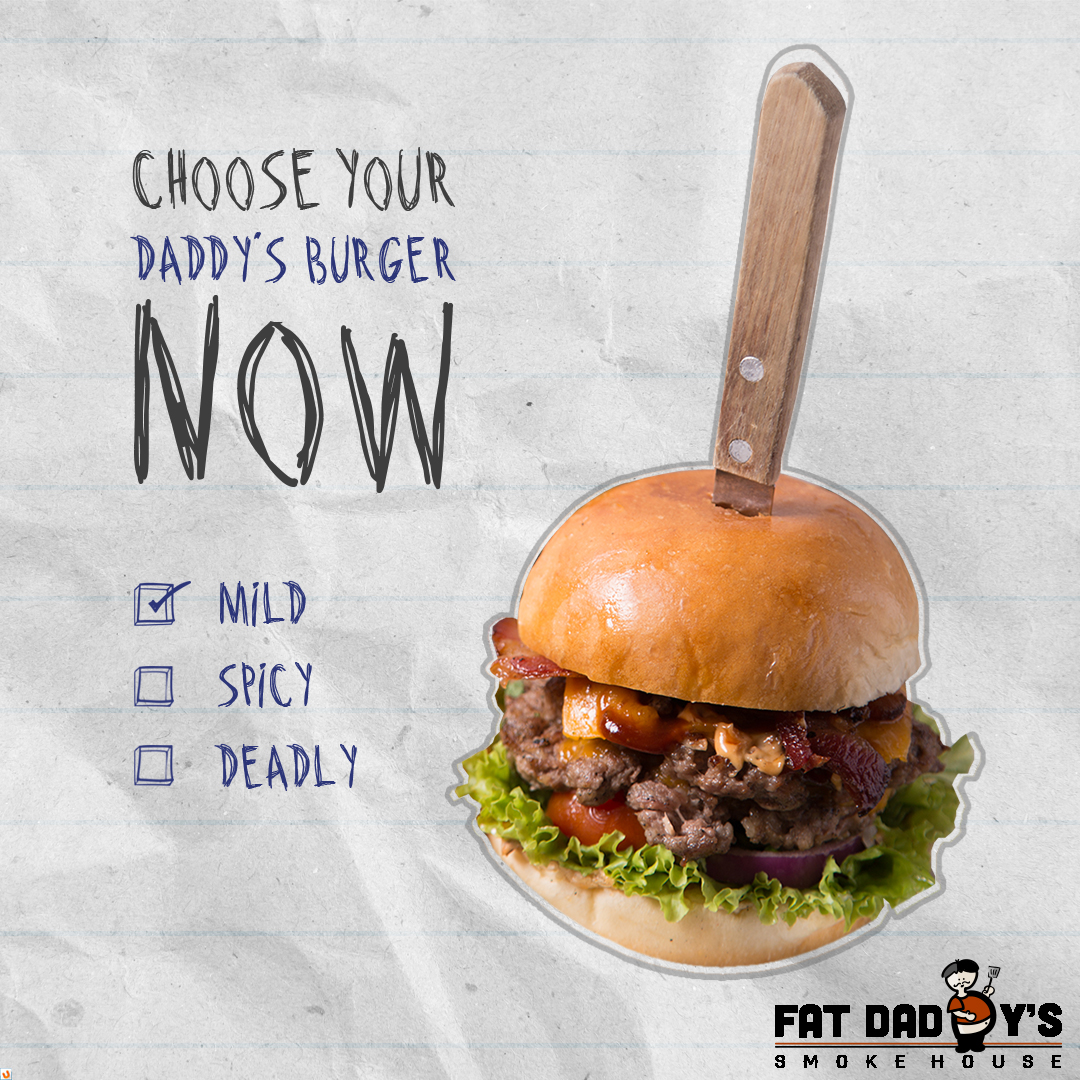 CHOOSE YOUR
DADDY'S BURGER
NOW
MILD
SPICY
DEADLY
FAT DADDY'S
SMOKE HOUSE